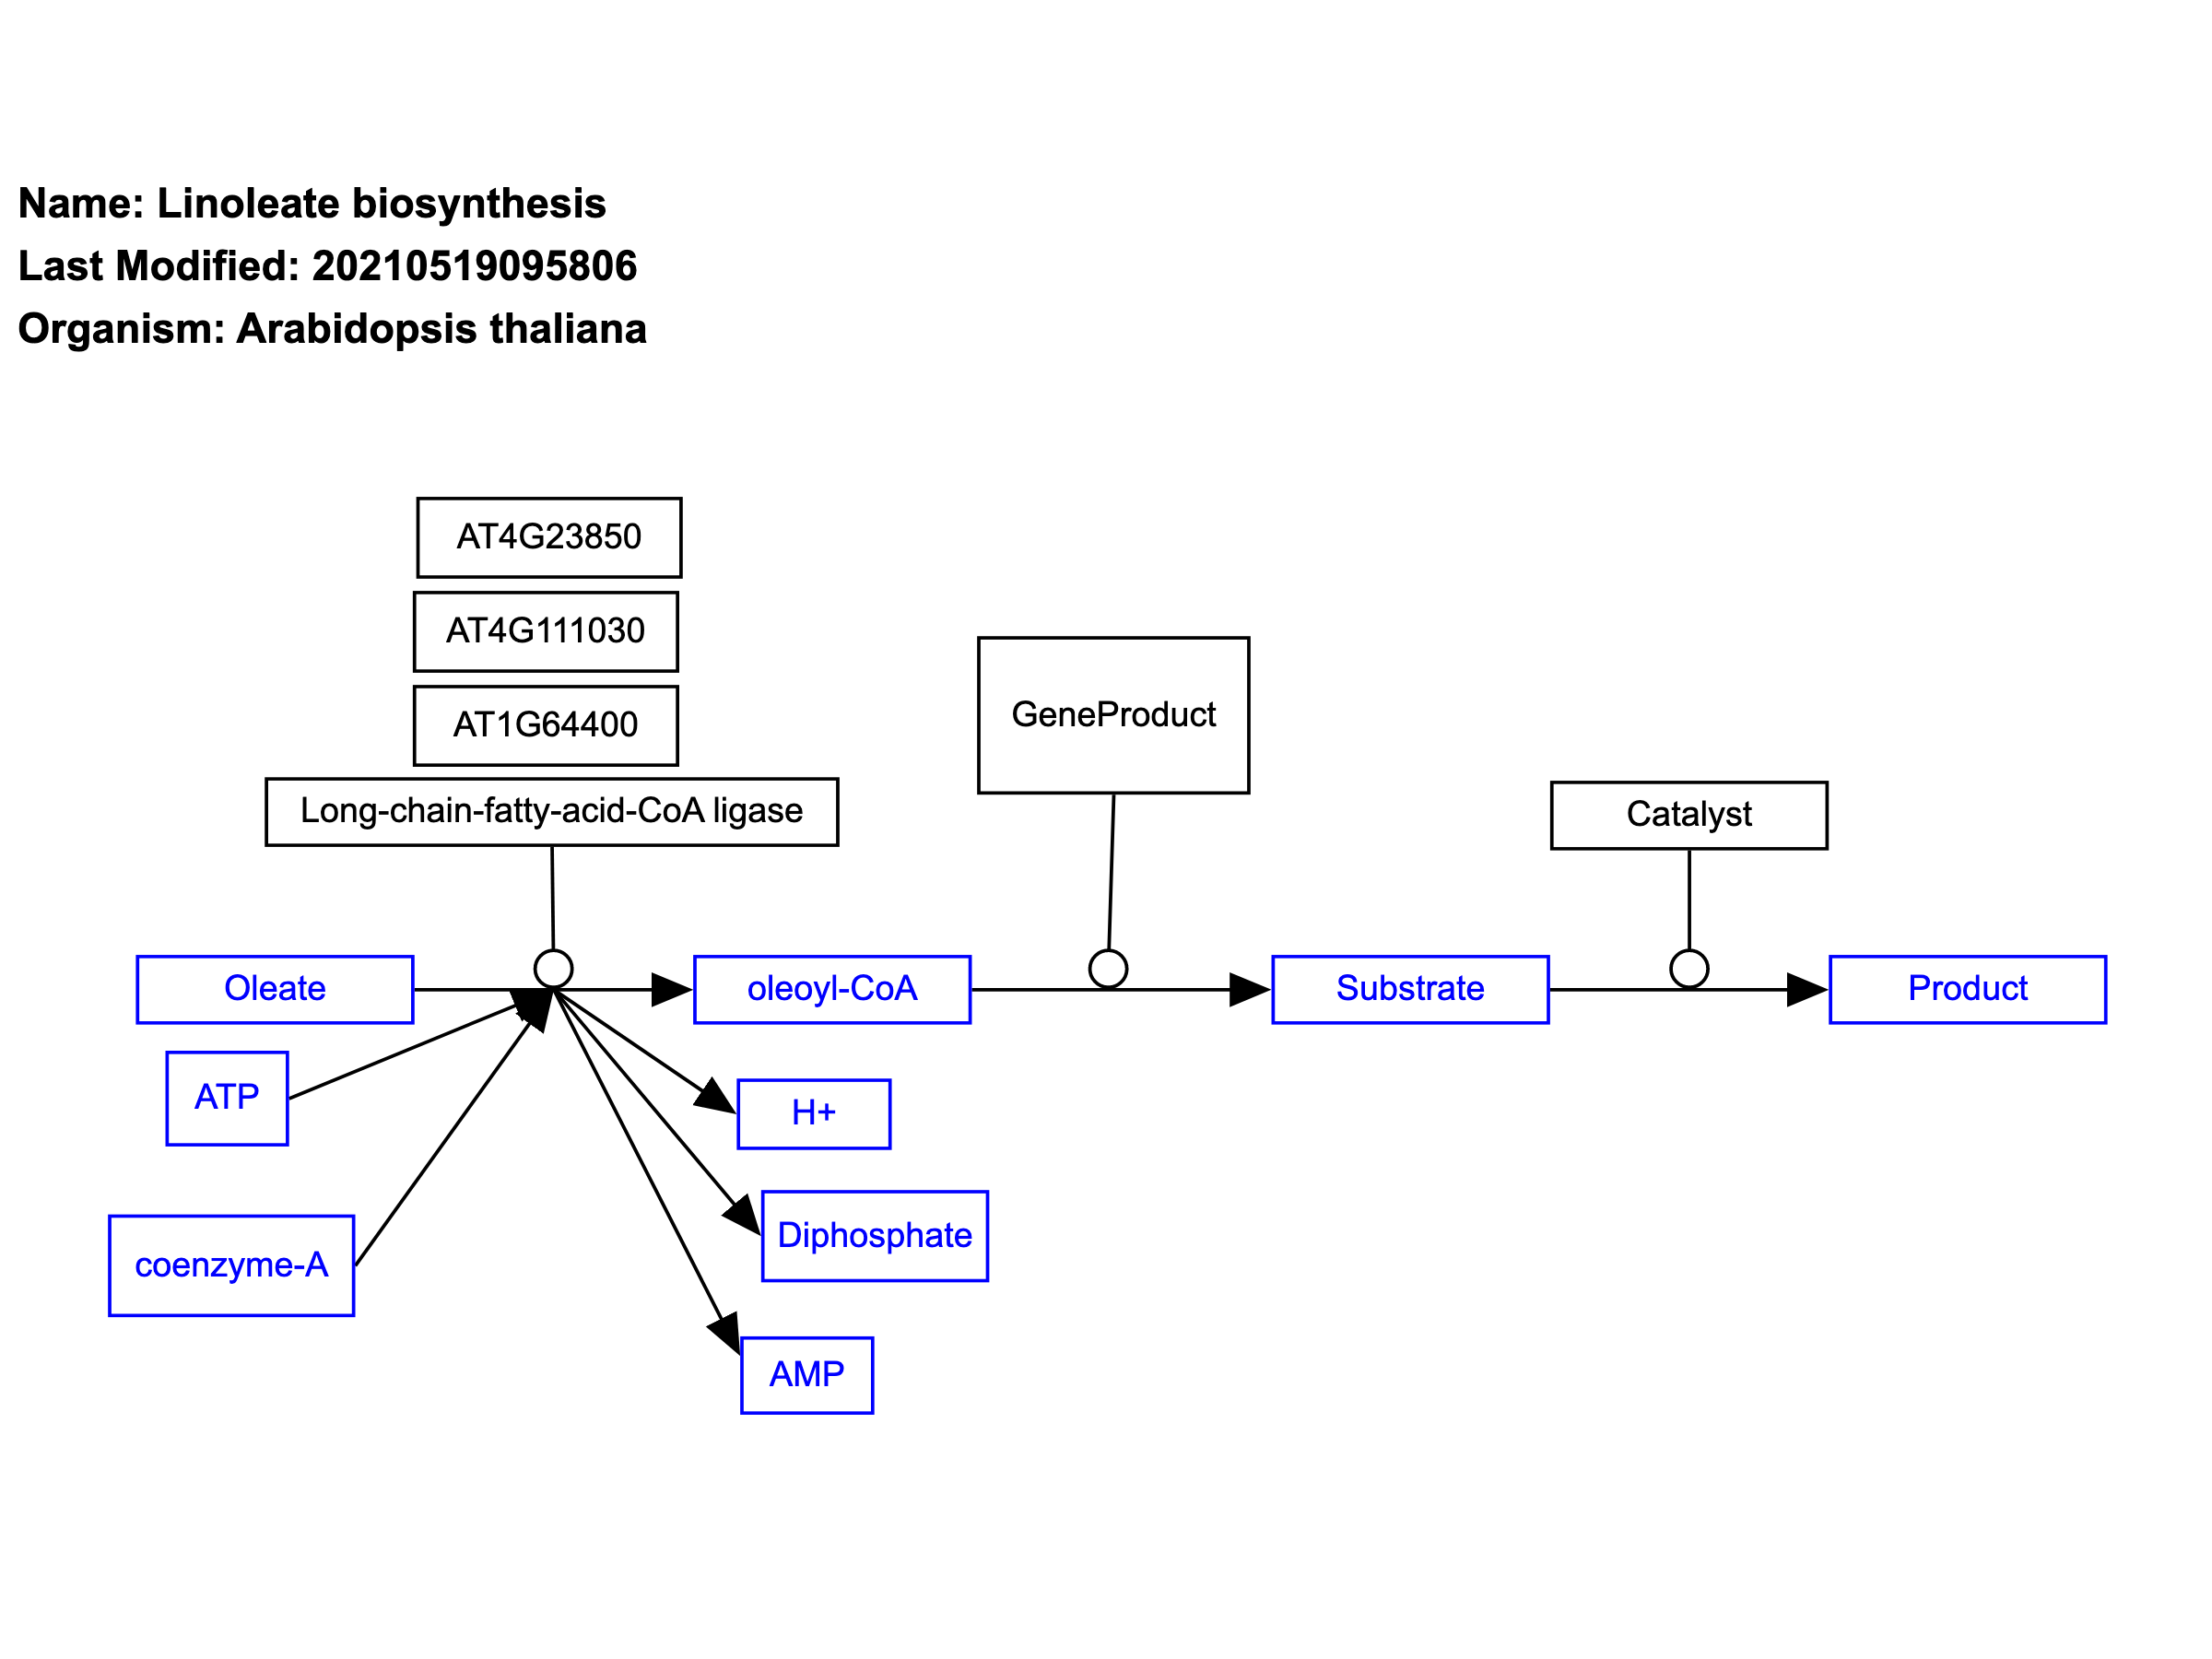 Name: Linoleate biosynthesis
Last Modified: 20210519095806
Organism: Arabidopsis thaliana
AT4G23850
AT4G111030
AT1G64400
Long-chain-fatty-acid-CoA ligase
GeneProduct
Catalyst
Oleate
oleoyl-CoA
Substrate
Product
ATP
H+
Diphosphate
coenzyme-A
AMP